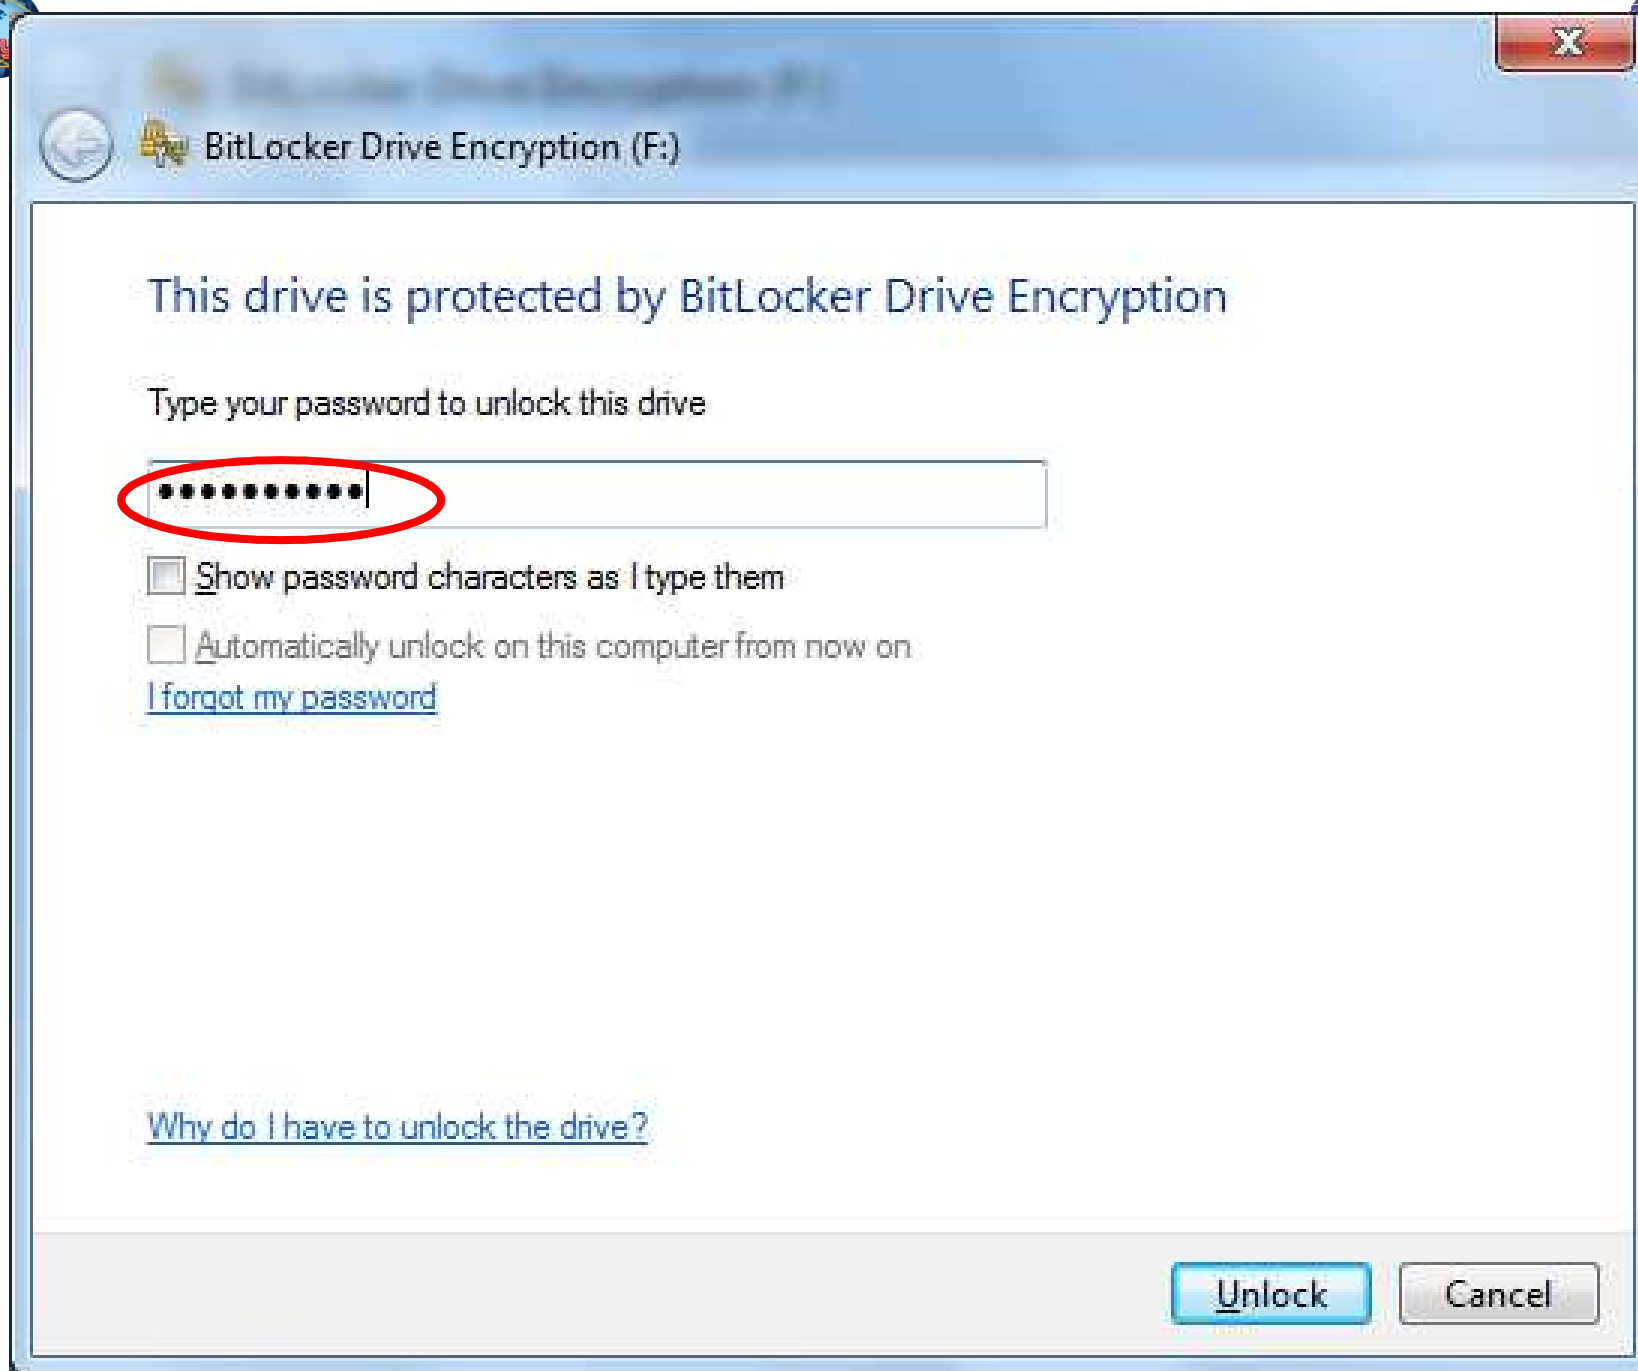 BitLocker Drive Encryption (F:)
This drive is protected by BitLocker Drive Encryption
Type your password to unlock this drive
••••••••••
Show password characters as I type them
Automatically unlock on this computer from now on
I forgot my password
Why do I have to unlock the drive?
Unlock
Cancel